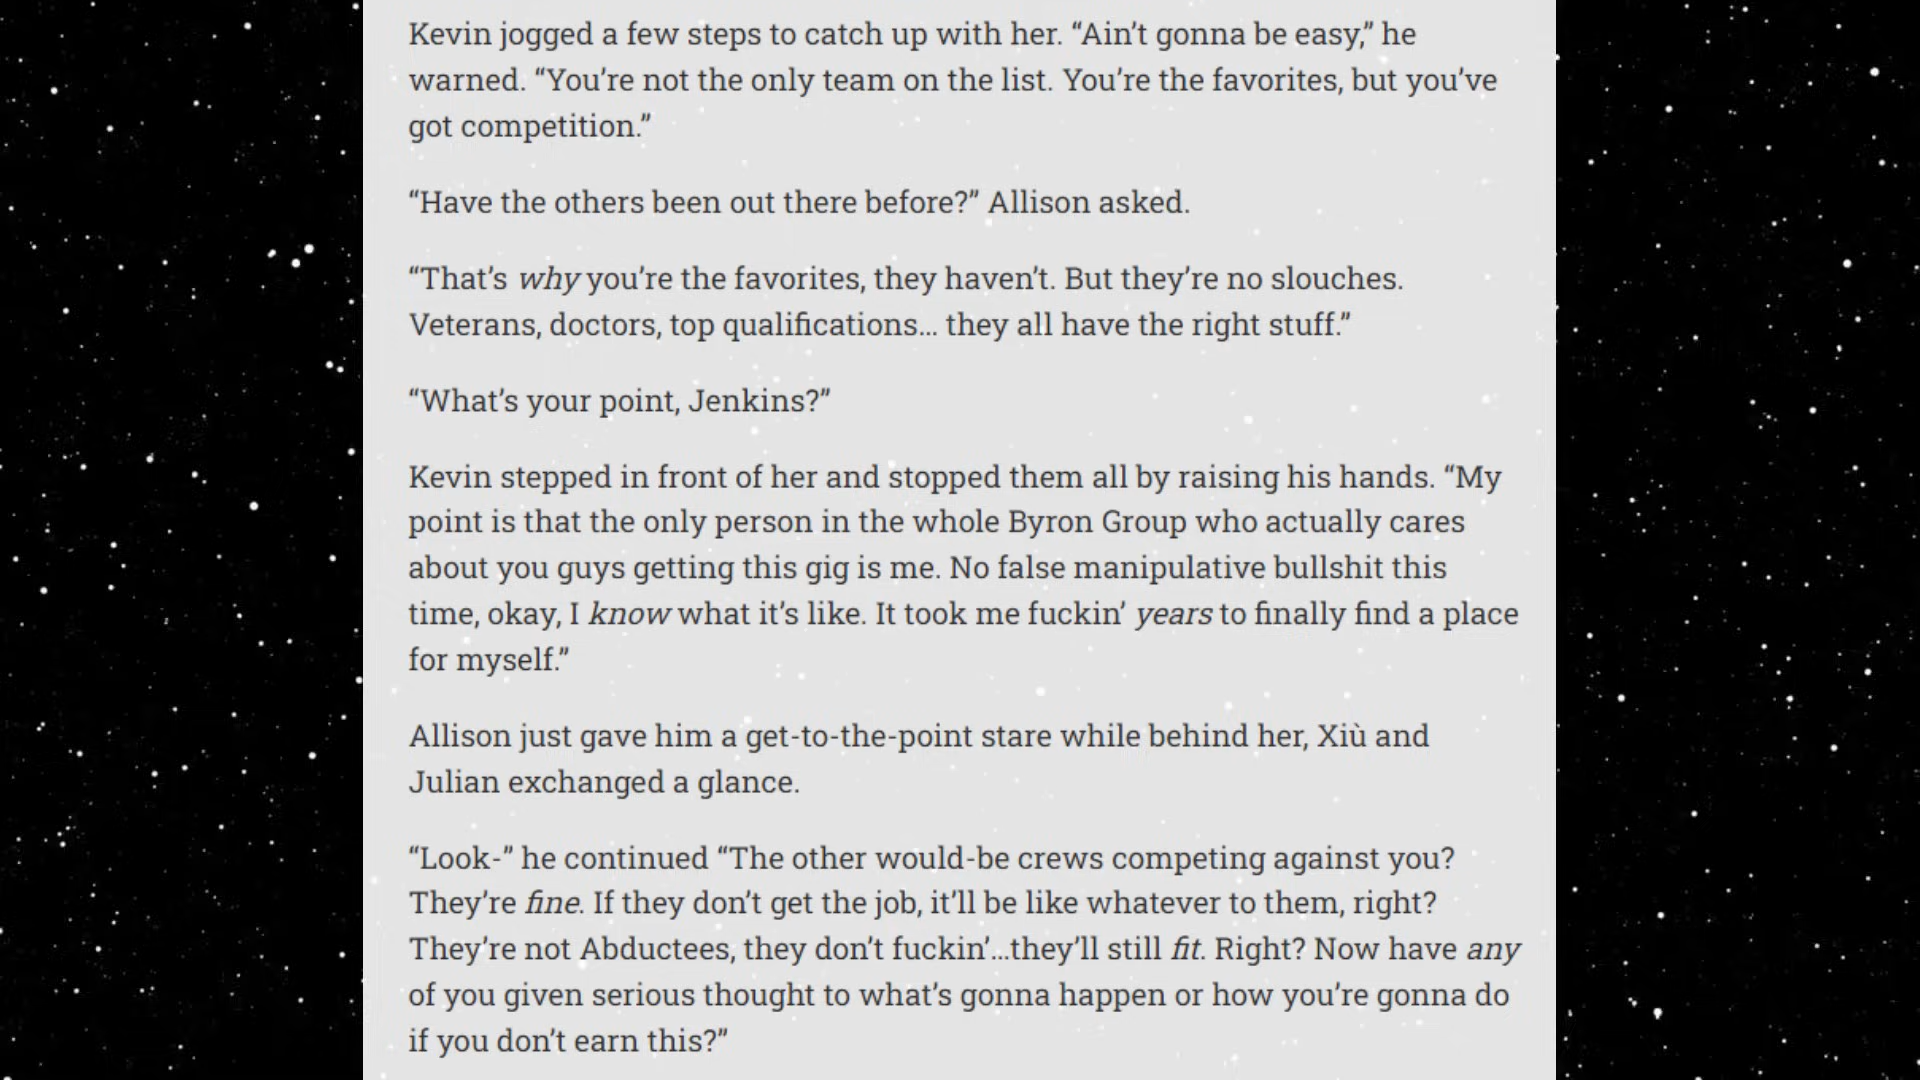 Kevin jogged a few steps to catch up with her. “Ain’t gonna be easy,” he
warned. “You’re not the only team on the list. You’re the favorites, but you’ve
got competition.”
“Have the others been out there before?” Allison asked.
“That’s why you’re the favorites, they haven’t. But they’re no slouches.
Veterans, doctors, top qualifications… they all have the right stuff.”
“What’s your point, Jenkins?”
Kevin stepped in front of her and stopped them all by raising his hands. “My
point is that the only person in the whole Byron Group who actually cares
about you guys getting this gig is me. No false manipulative bullshit this
time, okay, I know what it’s like. It took me fuckin’ years to finally find a place
for myself.”
Allison just gave him a get-to-the-point stare while behind her, Xiù and
Julian exchanged a glance.
“Look-” he continued “The other would-be crews competing against you?
They’re fine. If they don’t get the job, it’ll be like whatever to them, right?
They’re not Abductees, they don’t fuckin’…they’ll still fit. Right? Now have any
of you given serious thought to what’s gonna happen or how you’re gonna do
if you don’t earn this?”